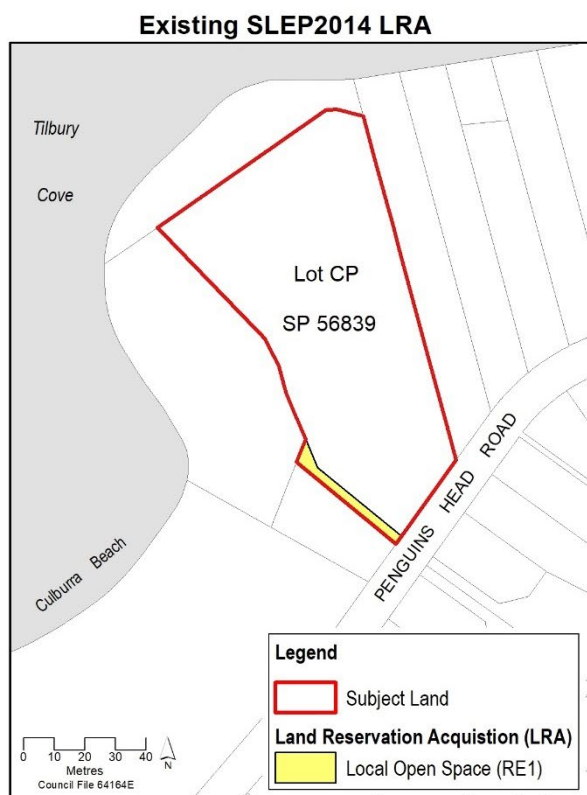 Existing SLEP2014 LRA
Tilbury
Cove
Lot CP
SP 56839
PENGUINS HEAD ROAD
Culburra Beach
Legend
Subject Land
Land Reservation Acquistion (LRA)
Local Open Space (RE1)
0 10 20 30 40
Metres
N
Council File 64164E